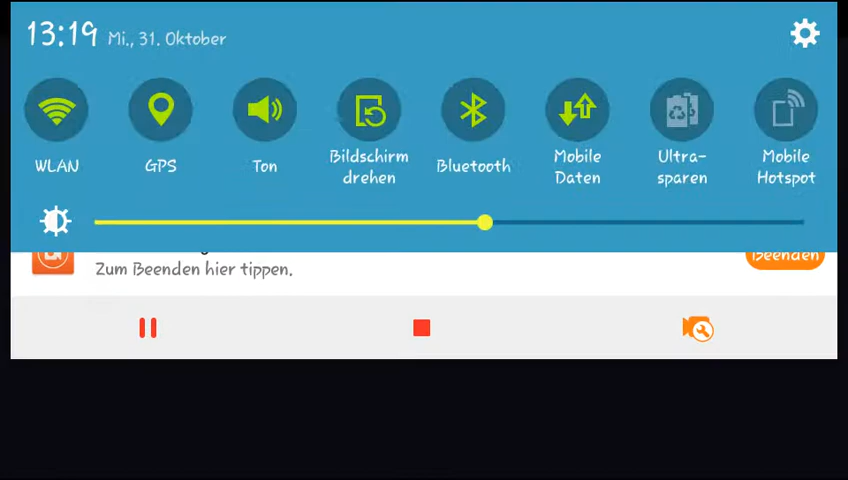 13:19 Mi., 31. Oktober
WLAN
GPS
Ton
Bildschirm
drehen
Bluetooth
Mobile
Daten
Ultra-
sparen
Mobile
Hotspot
Zum Beenden hier tippen.
Beenden